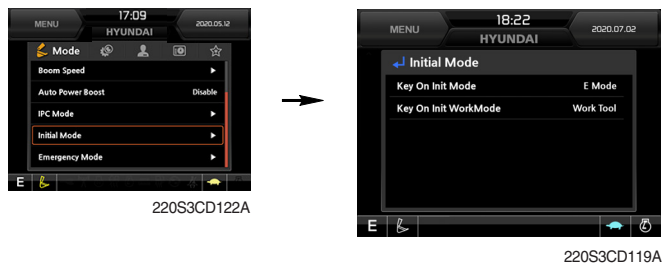 MENU 17:09 2020.05.12
HYUNDAI
Mode
Boom Speed
Auto Power Boost Disable
IPC Mode
Initial Mode
Emergency Mode
E
220S3CD122A
MENU 18:22 2020.07.02
HYUNDAI
Initial Mode
Key On Init Mode E Mode
Key On Init WorkMode Work Tool
E
220S3CD119A